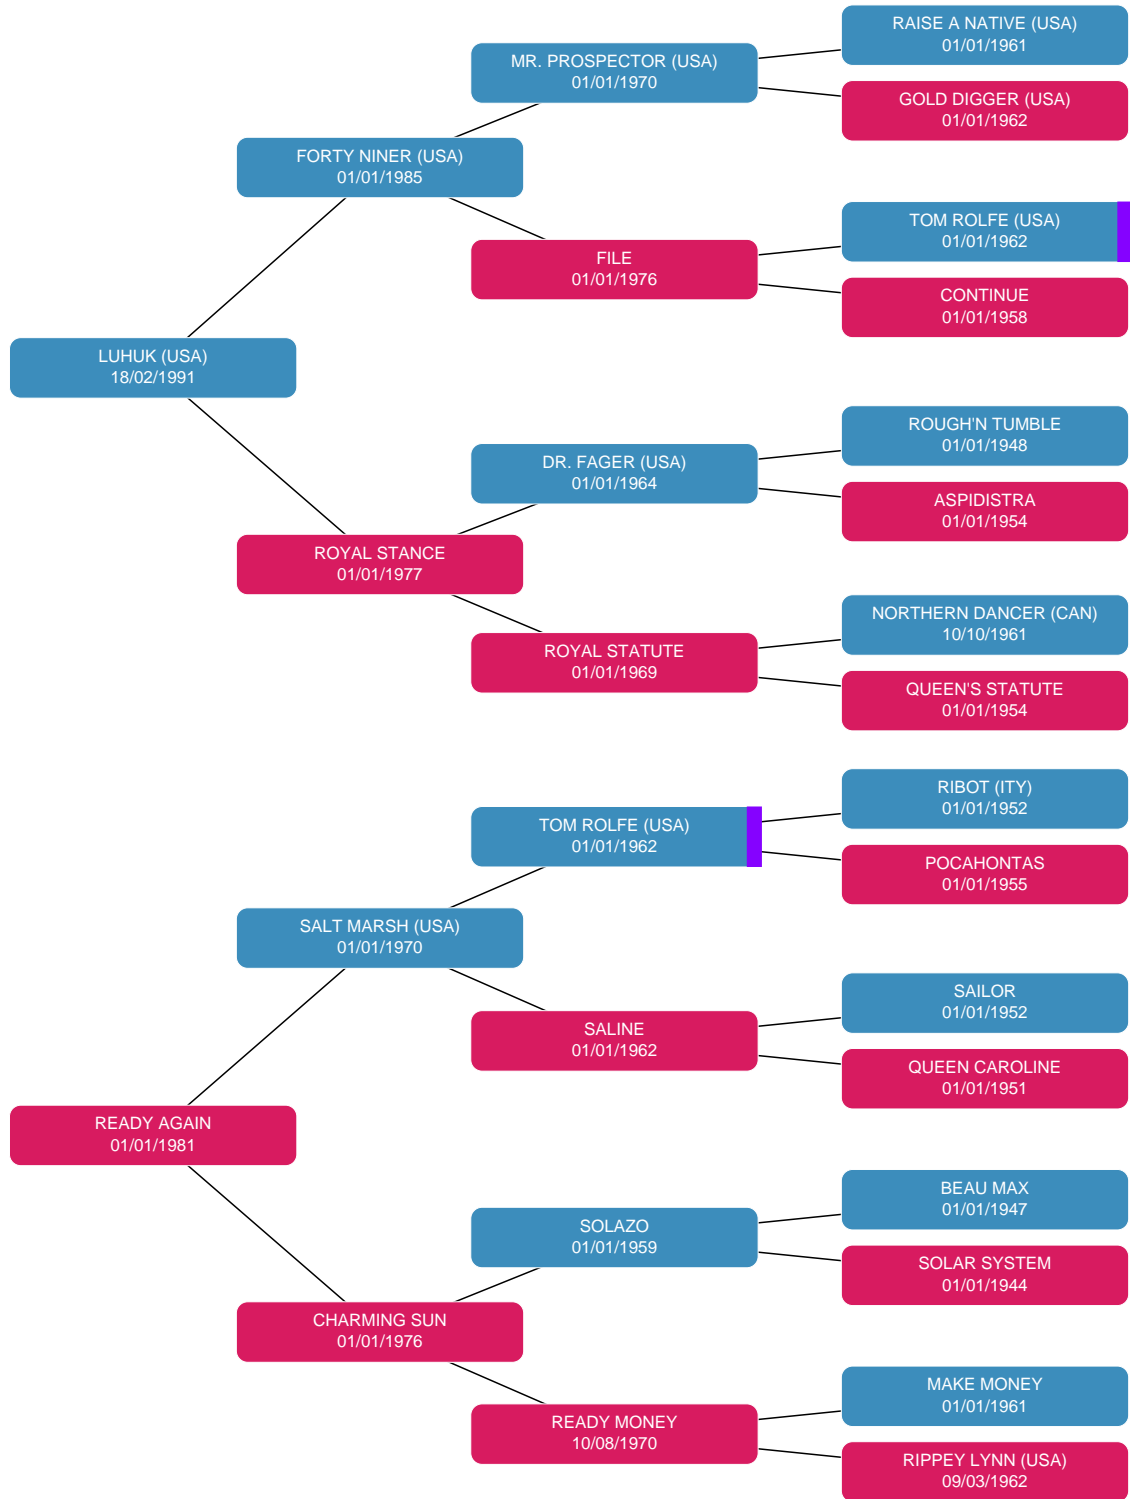 RAISE A NATIVE (USA)
01/01/1961
MR. PROSPECTOR (USA)
01/01/1970
GOLD DIGGER (USA)
01/01/1962
FORTY NINER (USA)
01/01/1985
TOM ROLFE (USA)
01/01/1962
FILE
01/01/1976
CONTINUE
01/01/1958
LUHUK (USA)
18/02/1991
ROUGH'N TUMBLE
01/01/1948
DR. FAGER (USA)
01/01/1964
ASPIDISTRA
01/01/1954
ROYAL STANCE
01/01/1977
NORTHERN DANCER (CAN)
10/10/1961
ROYAL STATUTE
01/01/1969
QUEEN'S STATUTE
01/01/1954
RIBOT (ITY)
01/01/1952
TOM ROLFE (USA)
01/01/1962
POCAHONTAS
01/01/1955
SALT MARSH (USA)
01/01/1970
SAILOR
01/01/1952
SALINE
01/01/1962
QUEEN CAROLINE
01/01/1951
READY AGAIN
01/01/1981
BEAU MAX
01/01/1947
SOLAZO
01/01/1959
SOLAR SYSTEM
01/01/1944
CHARMING SUN
01/01/1976
MAKE MONEY
01/01/1961
READY MONEY
10/08/1970
RIPPEY LYNN (USA)
09/03/1962